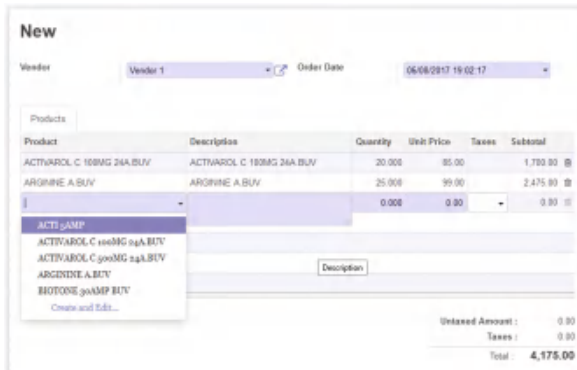 New
Vendor Vendor 1 Order Date 06/08/2017 19:02:17
Products
Product Description Quantity Unit Price Taxes Subtotal
ACTIVAROL C 100MG 24A.BUV ACTIVAROL C 100MG 24A.BUV 20.000 85.00 1,700.00
ARGININE A.BUV ARGININE A.BUV 25.000 99.00 2,475.00
0.000 0.00 0.00
ACTI 5AMP
ACTIVAROL C 100MG 24A.BUV
ACTIVAROL C 500MG 24A.BUV
ARGININE A.BUV
Description
BIOTONE 30AMP BUV
Create and Edit...
Untaxed Amount : 0.00
Taxes : 0.00
Total : 4,175.00